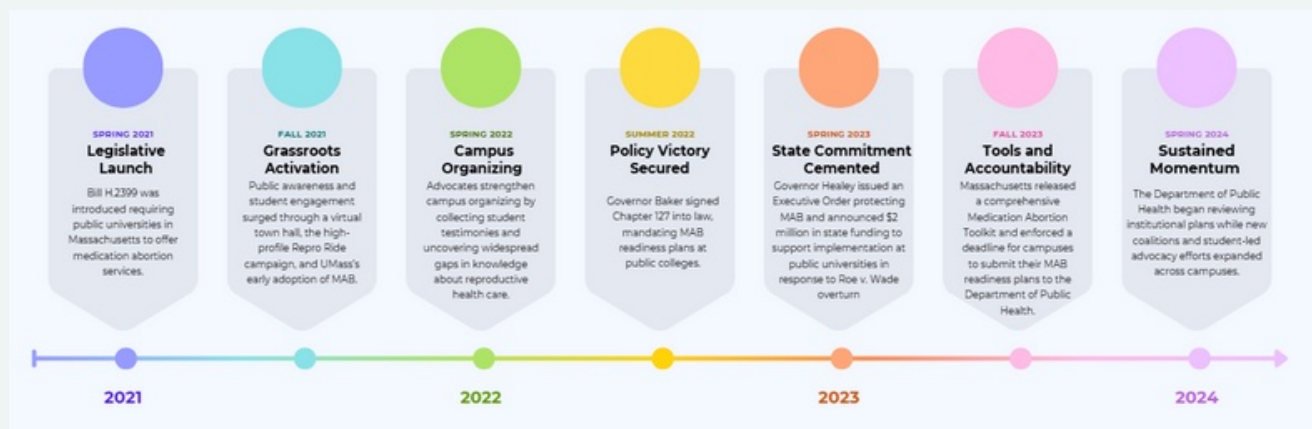 SPRING 2021
Legislative
Launch
Bill H.2399 was
introduced requiring
public universities in
Massachusetts to offer
medication abortion
services.
FALL 2021
Grassroots
Activation
Public awareness and
student engagement
surged through a virtual
town hall, the high-
profile Repro Ride
campaign, and UMass's
early adoption of MAB.
SPRING 2022
Campus
Organizing
Advocates strengthen
campus organizing by
collecting student
testimonies and
uncovering widespread
gaps in knowledge
about reproductive
health care.
SUMMER 2022
Policy Victory
Secured
Governor Baker signed
Chapter 127 into law,
mandating MAB
readiness plans at
public colleges.
SPRING 2023
State Commitment
Cemented
Governor Healey issued an
Executive Order protecting
MAB and announced $2
million in state funding to
support implementation at
public universities in
response to Roe v. Wade
overturn
FALL 2023
Tools and
Accountability
Massachusetts released
a comprehensive
Medication Abortion
Toolkit and enforced a
deadline for campuses
to submit their MAB
readiness plans to the
Department of Public
Health.
SPRING 2024
Sustained
Momentum
The Department of Public
Health began reviewing
institutional plans while new
coalitions and student-led
advocacy efforts expanded
across campuses.
2021
2022
2023
2024